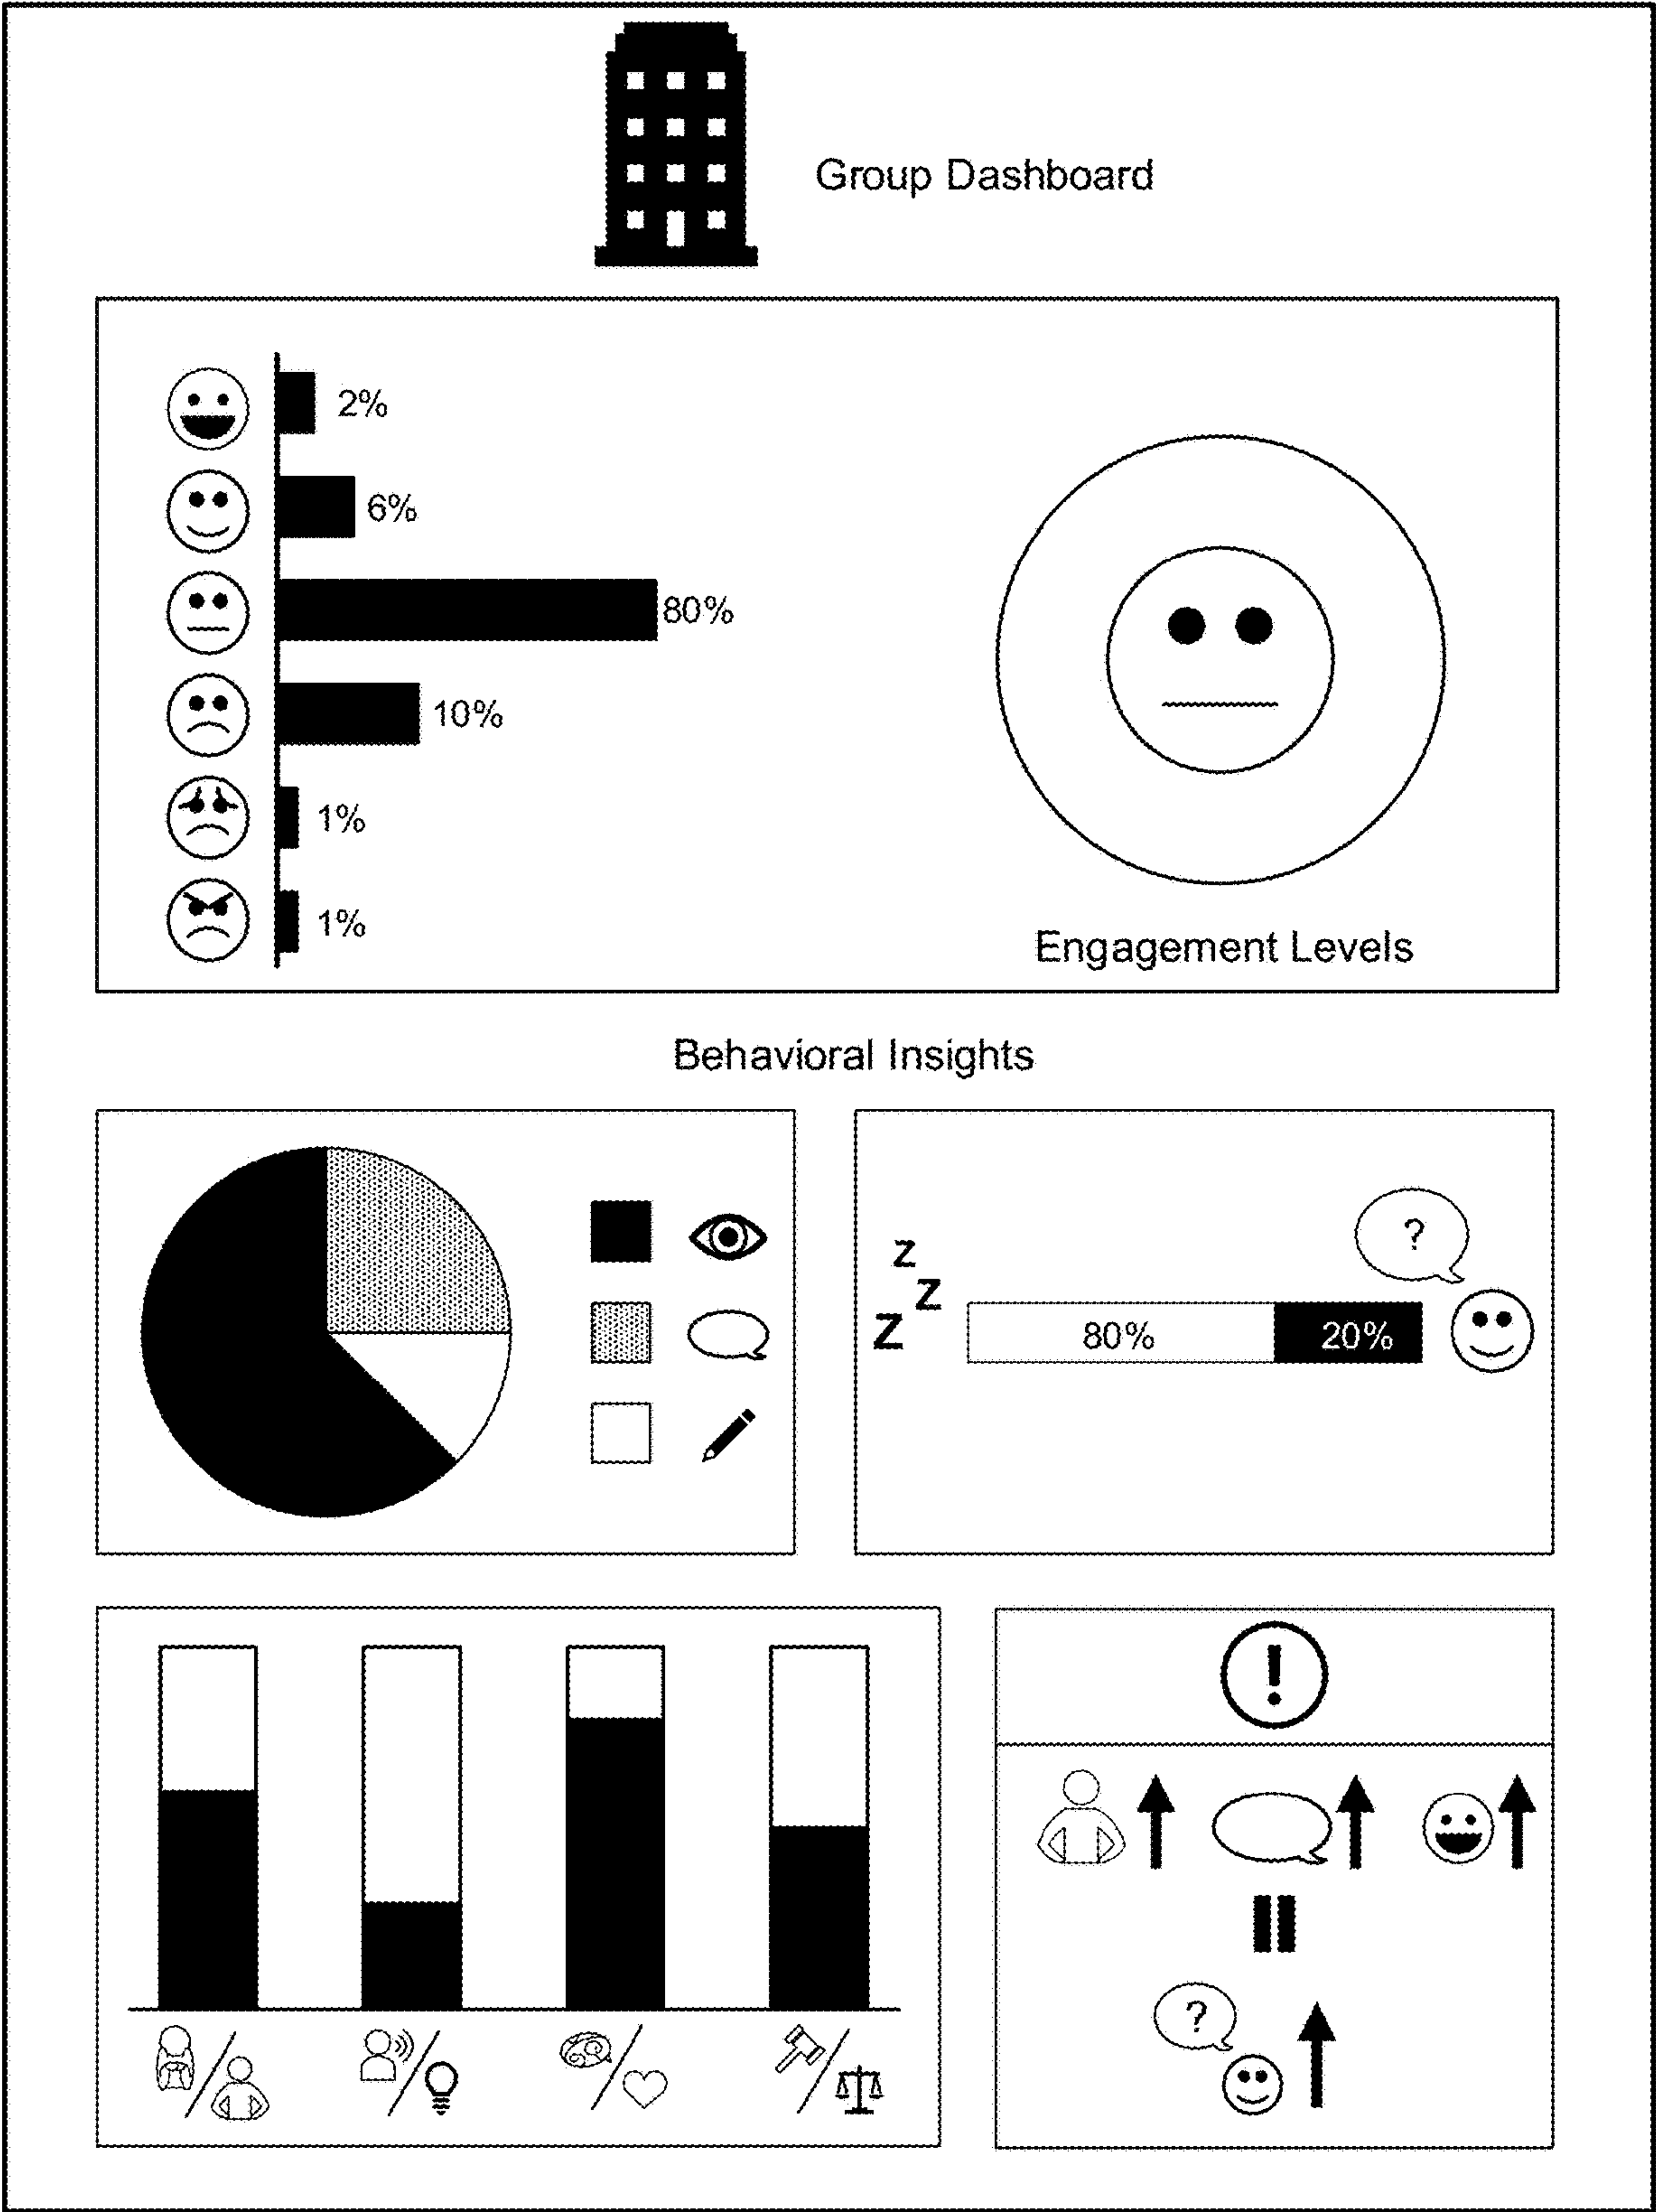 Group Dashboard
2%
6%
80%
10%
1%
1%
Engagement Levels
Behavioral Insights
?
z
z
z
80%
20%
!
?